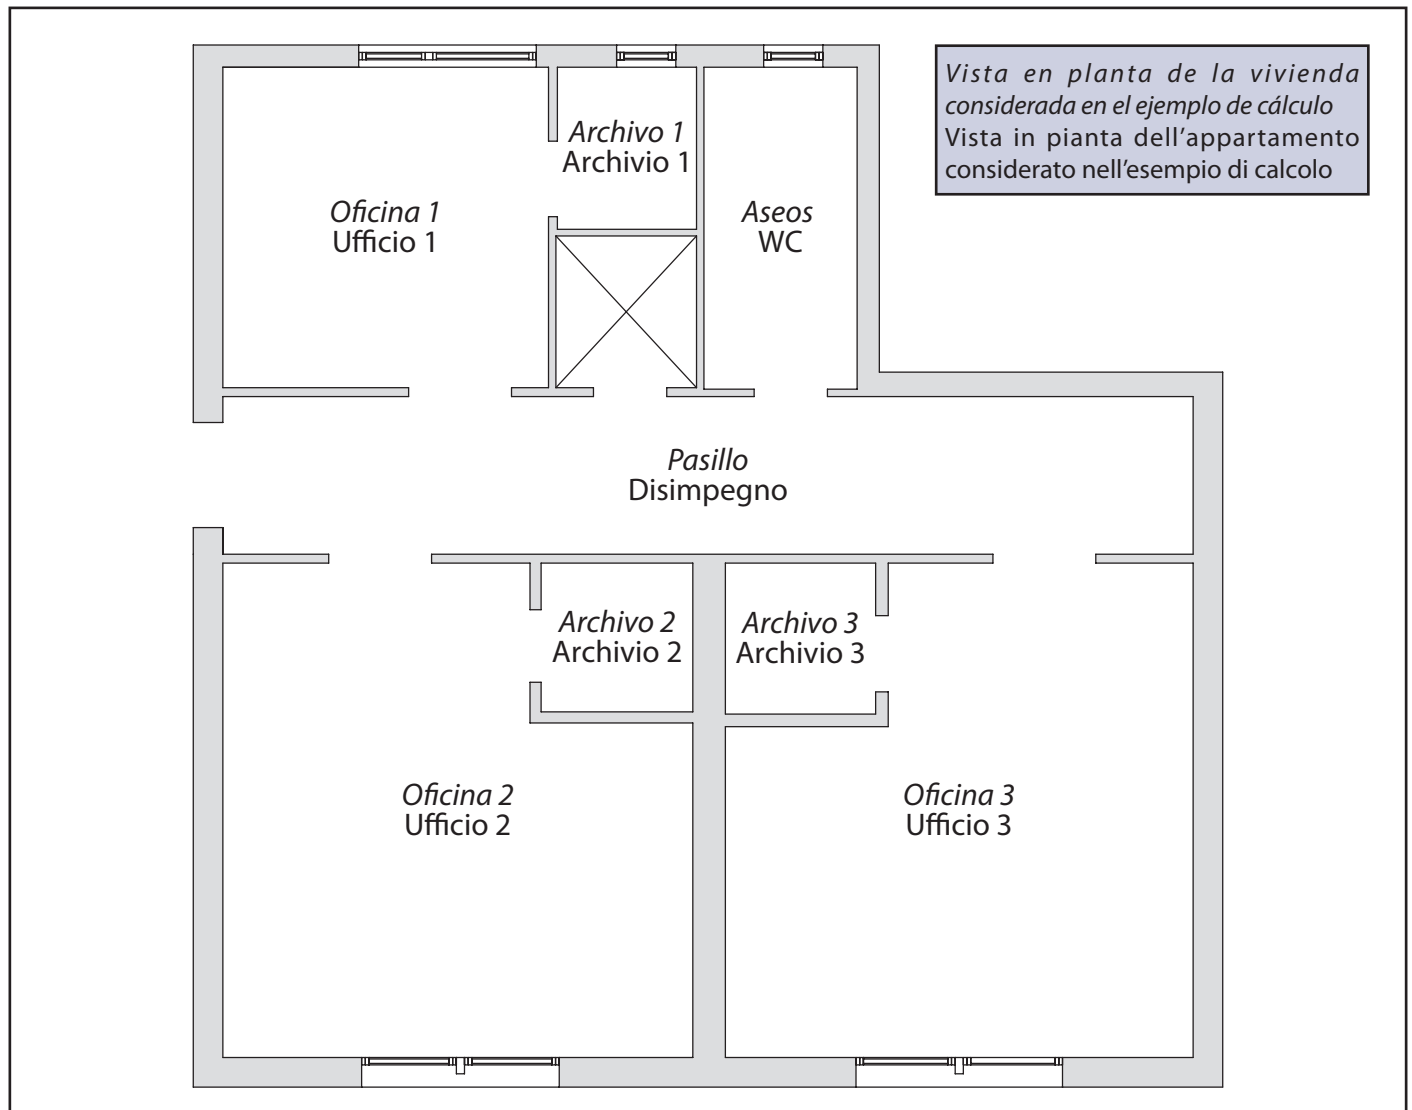 Vista en planta de la vivienda
considerada en el ejemplo de cálculo
Vista in pianta dell’appartamento
considerato nell’esempio di calcolo
Archivo 1
Archivio 1
Oficina 1
Ufficio 1
Aseos
WC
Pasillo
Disimpegno
Archivo 2
Archivio 2
Archivo 3
Archivio 3
Oficina 2
Ufficio 2
Oficina 3
Ufficio 3